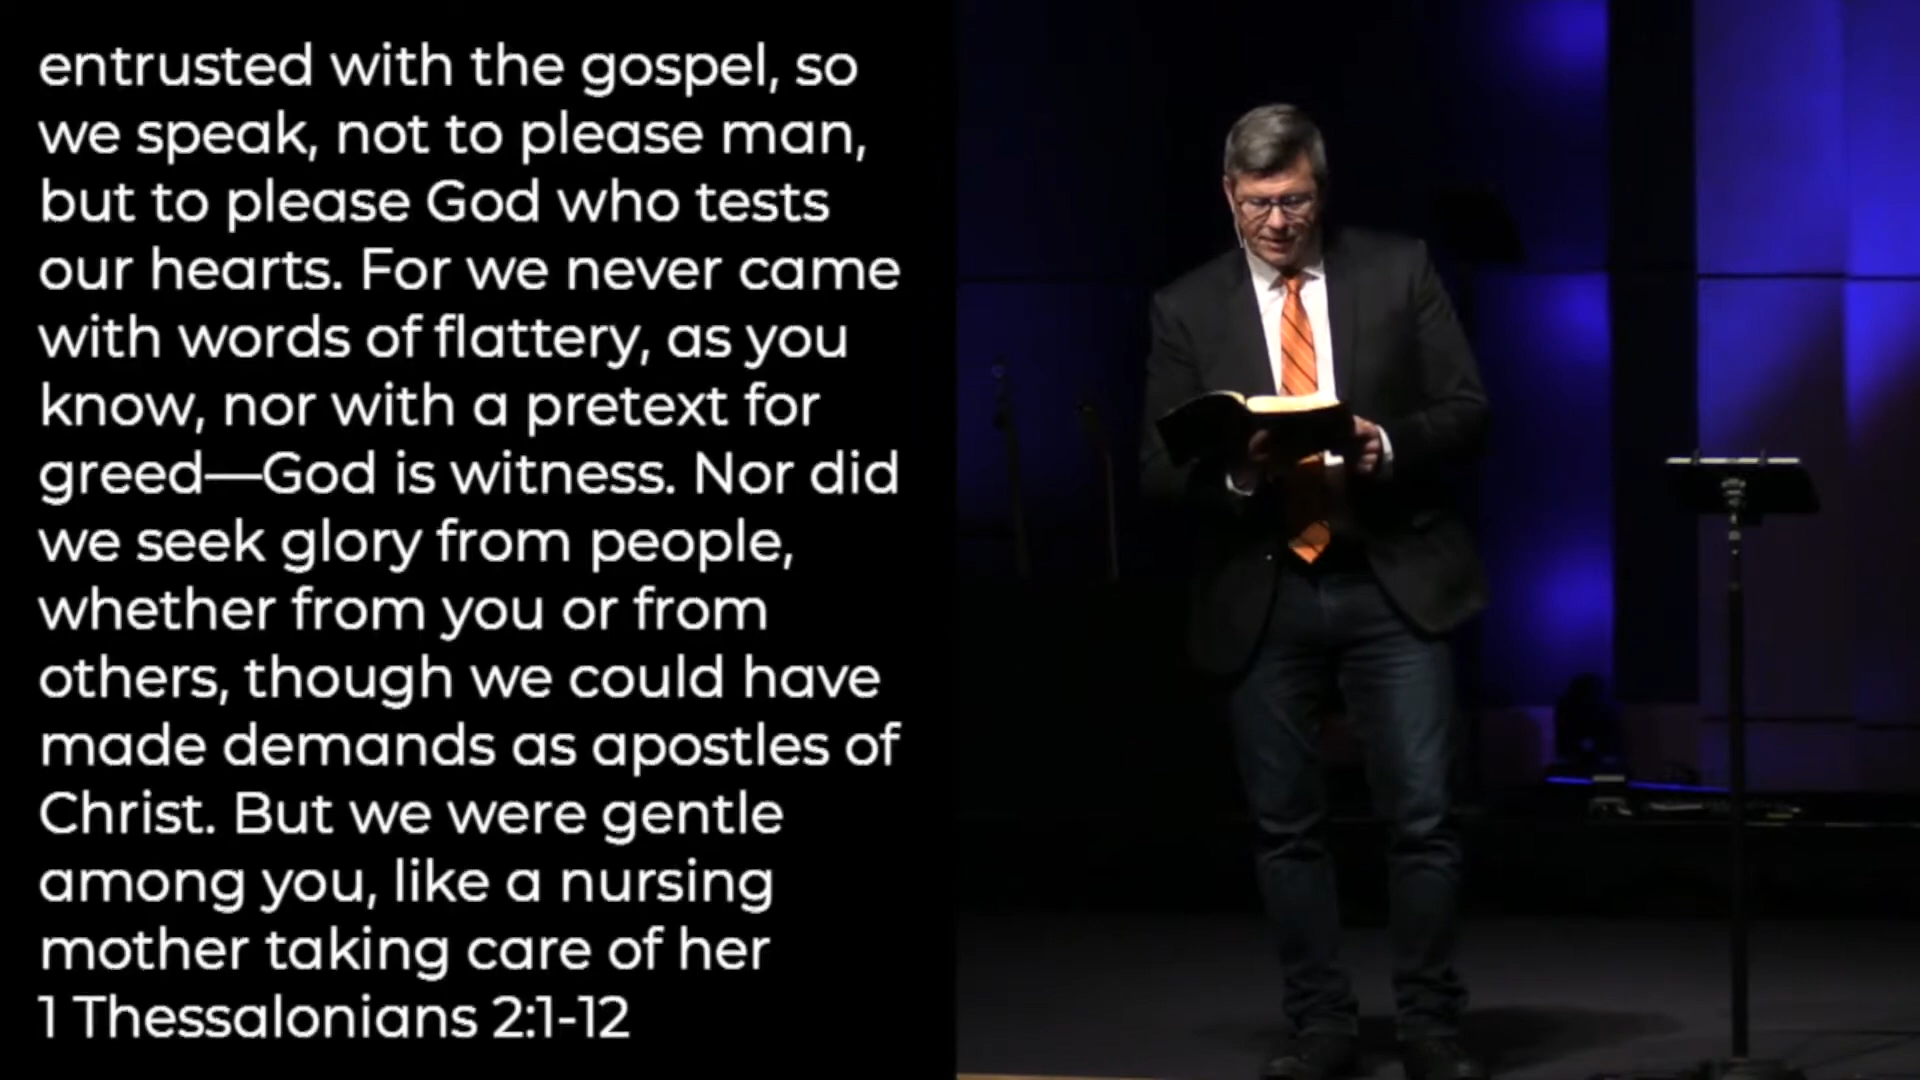 entrusted with the gospel, so
we speak, not to please man,
but to please God who tests
our hearts. For we never came
with words of flattery, as you
know, nor with a pretext for
greed—God is witness. Nor did
we seek glory from people,
whether from you or from
others, though we could have
made demands as apostles of
Christ. But we were gentle
among you, like a nursing
mother taking care of her
1 Thessalonians 2:1-12